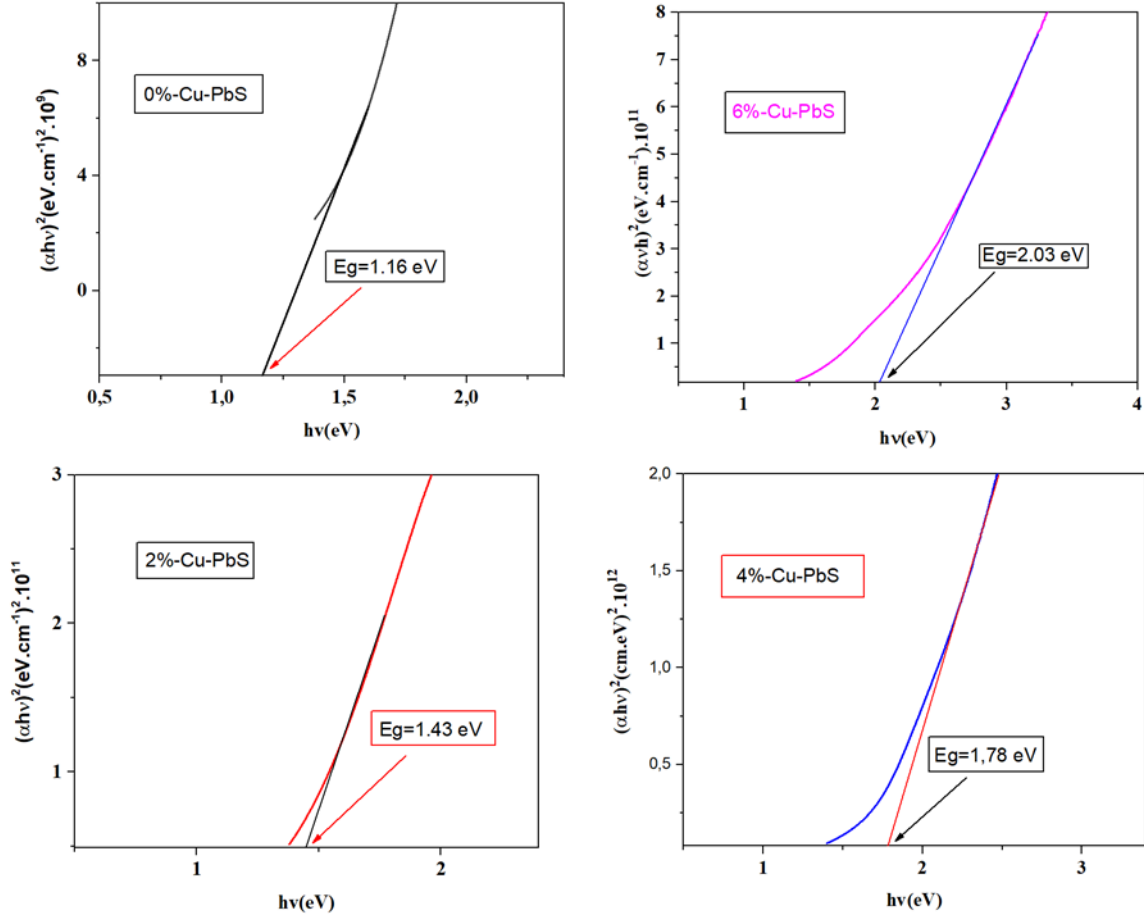 8
4
0
(αhν)²(eV.cm⁻¹)².10⁹
0%-Cu-PbS
Eg=1.16 eV
0,5 1,0 1,5 2,0
hν(eV)
11
8
7
6
5
4
3
2
1
(ανh)²(eV.cm⁻¹).10¹¹
6%-Cu-PbS
Eg=2.03 eV
1 2 3 4
hν(eV)
3
2
1
(αhν)²(eV.cm⁻¹)².10¹¹
2%-Cu-PbS
Eg=1.43 eV
1 2
hν(eV)
2,0
1,5
1,0
0,5
(αhν)²(cm.eV)².10¹²
4%-Cu-PbS
Eg=1,78 eV
1 2 3
hν(eV)